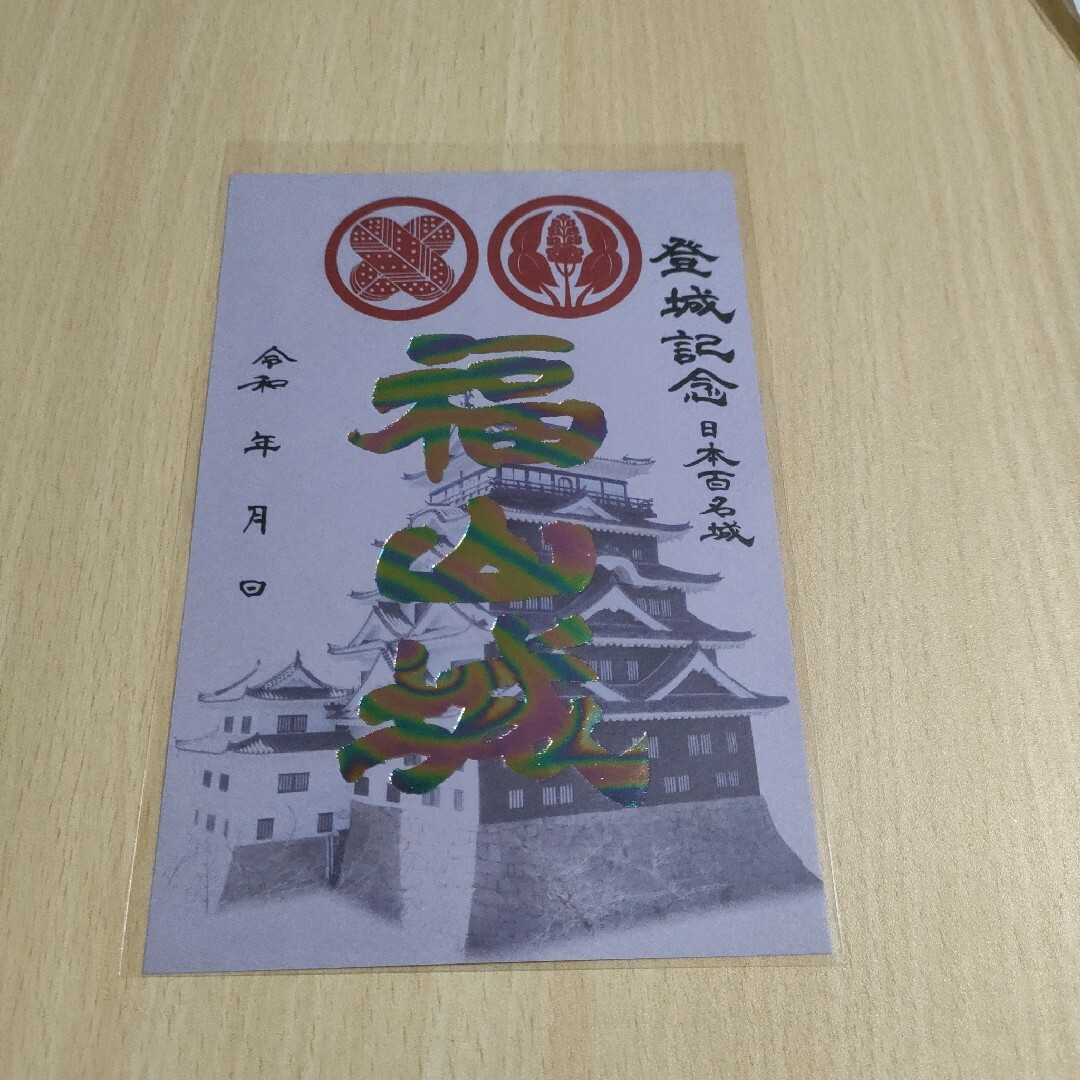 登城記念 日本百名城
福山城
令和 年 月 日